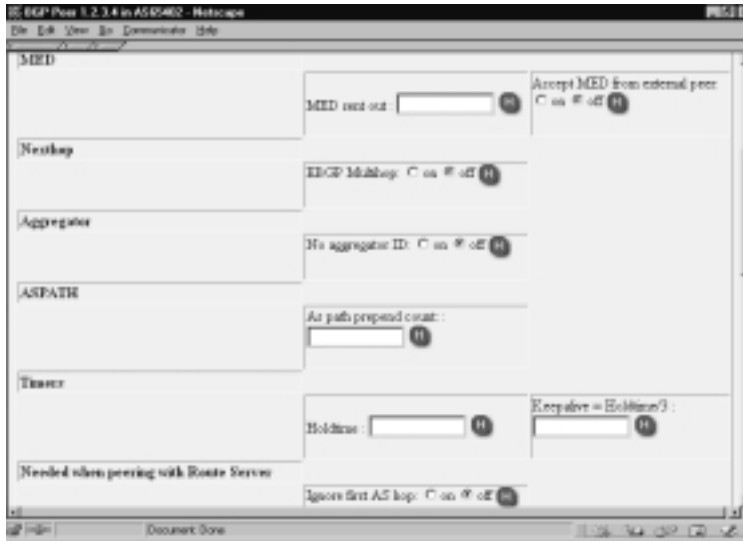 BGP Peer 1.2.3.4 in AS65402 - Netscape
File Edit View Go Communicator Help
MED
MED sent out :
H
Accept MED from external peer:
on off H
Nexthop
EBGP Multihop: on off H
Aggregator
No aggregator ID: on off H
ASPATH
As path prepend count: :
H
Timers
Holdtime :
H
Keepalive = Holdtime/3 :
H
Needed when peering with Route Server
Ignore first AS hop: on off H
Document: Done